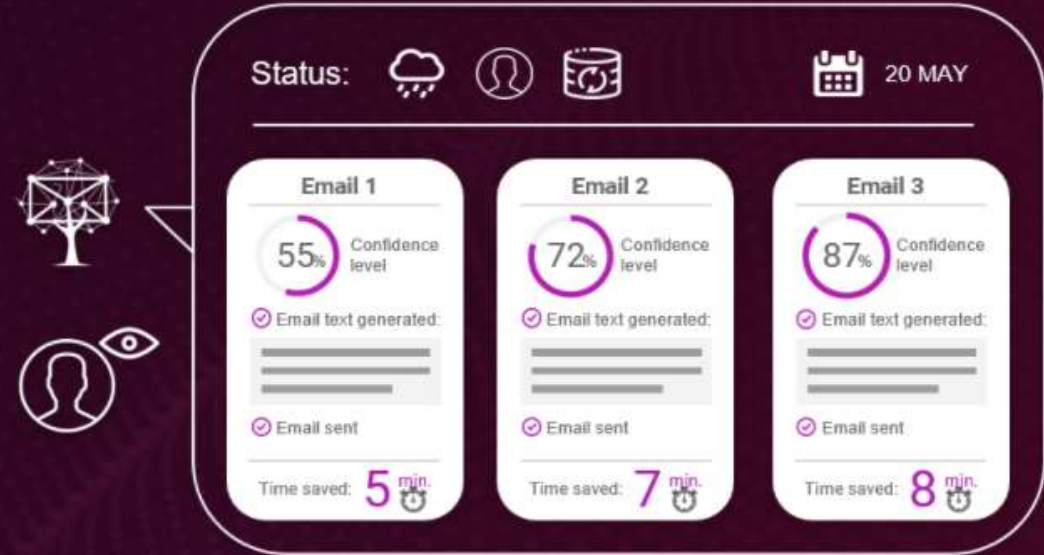 Status:
20 MAY
Email 1
55%
Confidence
level
Email text generated:
Email sent
Time saved: 5 min.
Email 2
72%
Confidence
level
Email text generated:
Email sent
Time saved: 7 min.
Email 3
87%
Confidence
level
Email text generated:
Email sent
Time saved: 8 min.